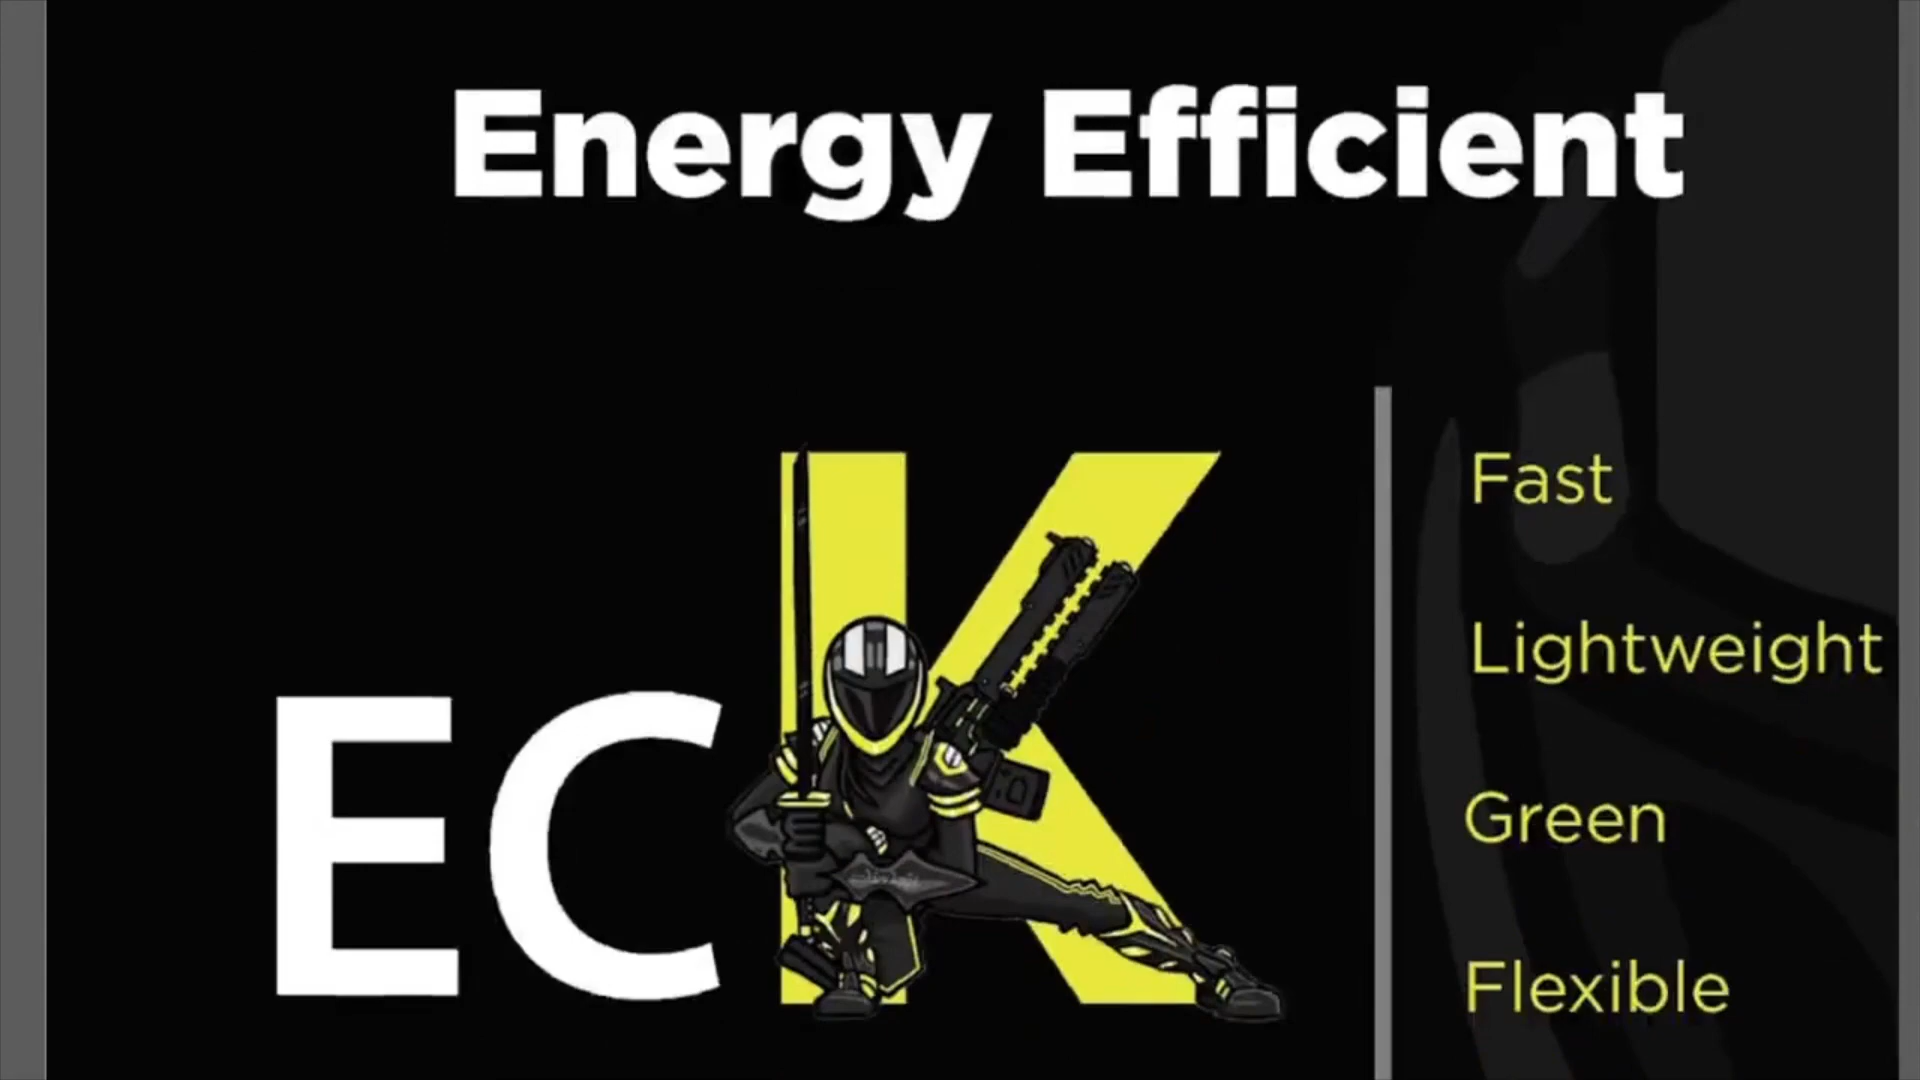 Energy Efficient
ECK
Fast
Lightweight
Green
Flexible